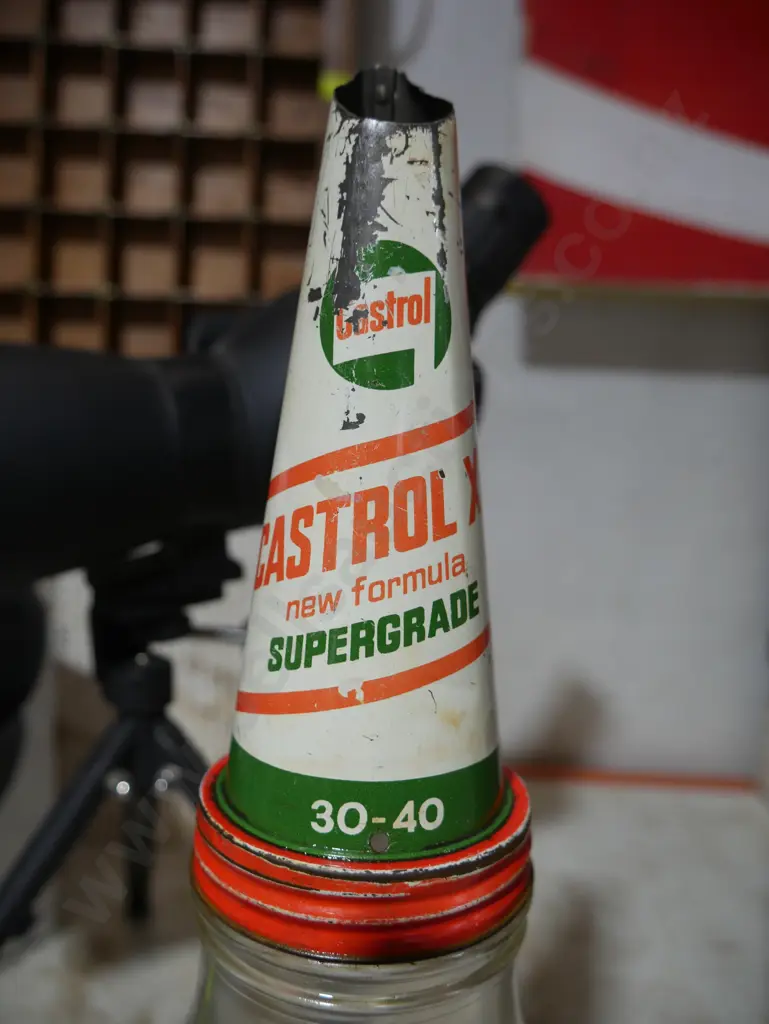 Castrol
CASTROL X
new formula
SUPERGRADE
30-40